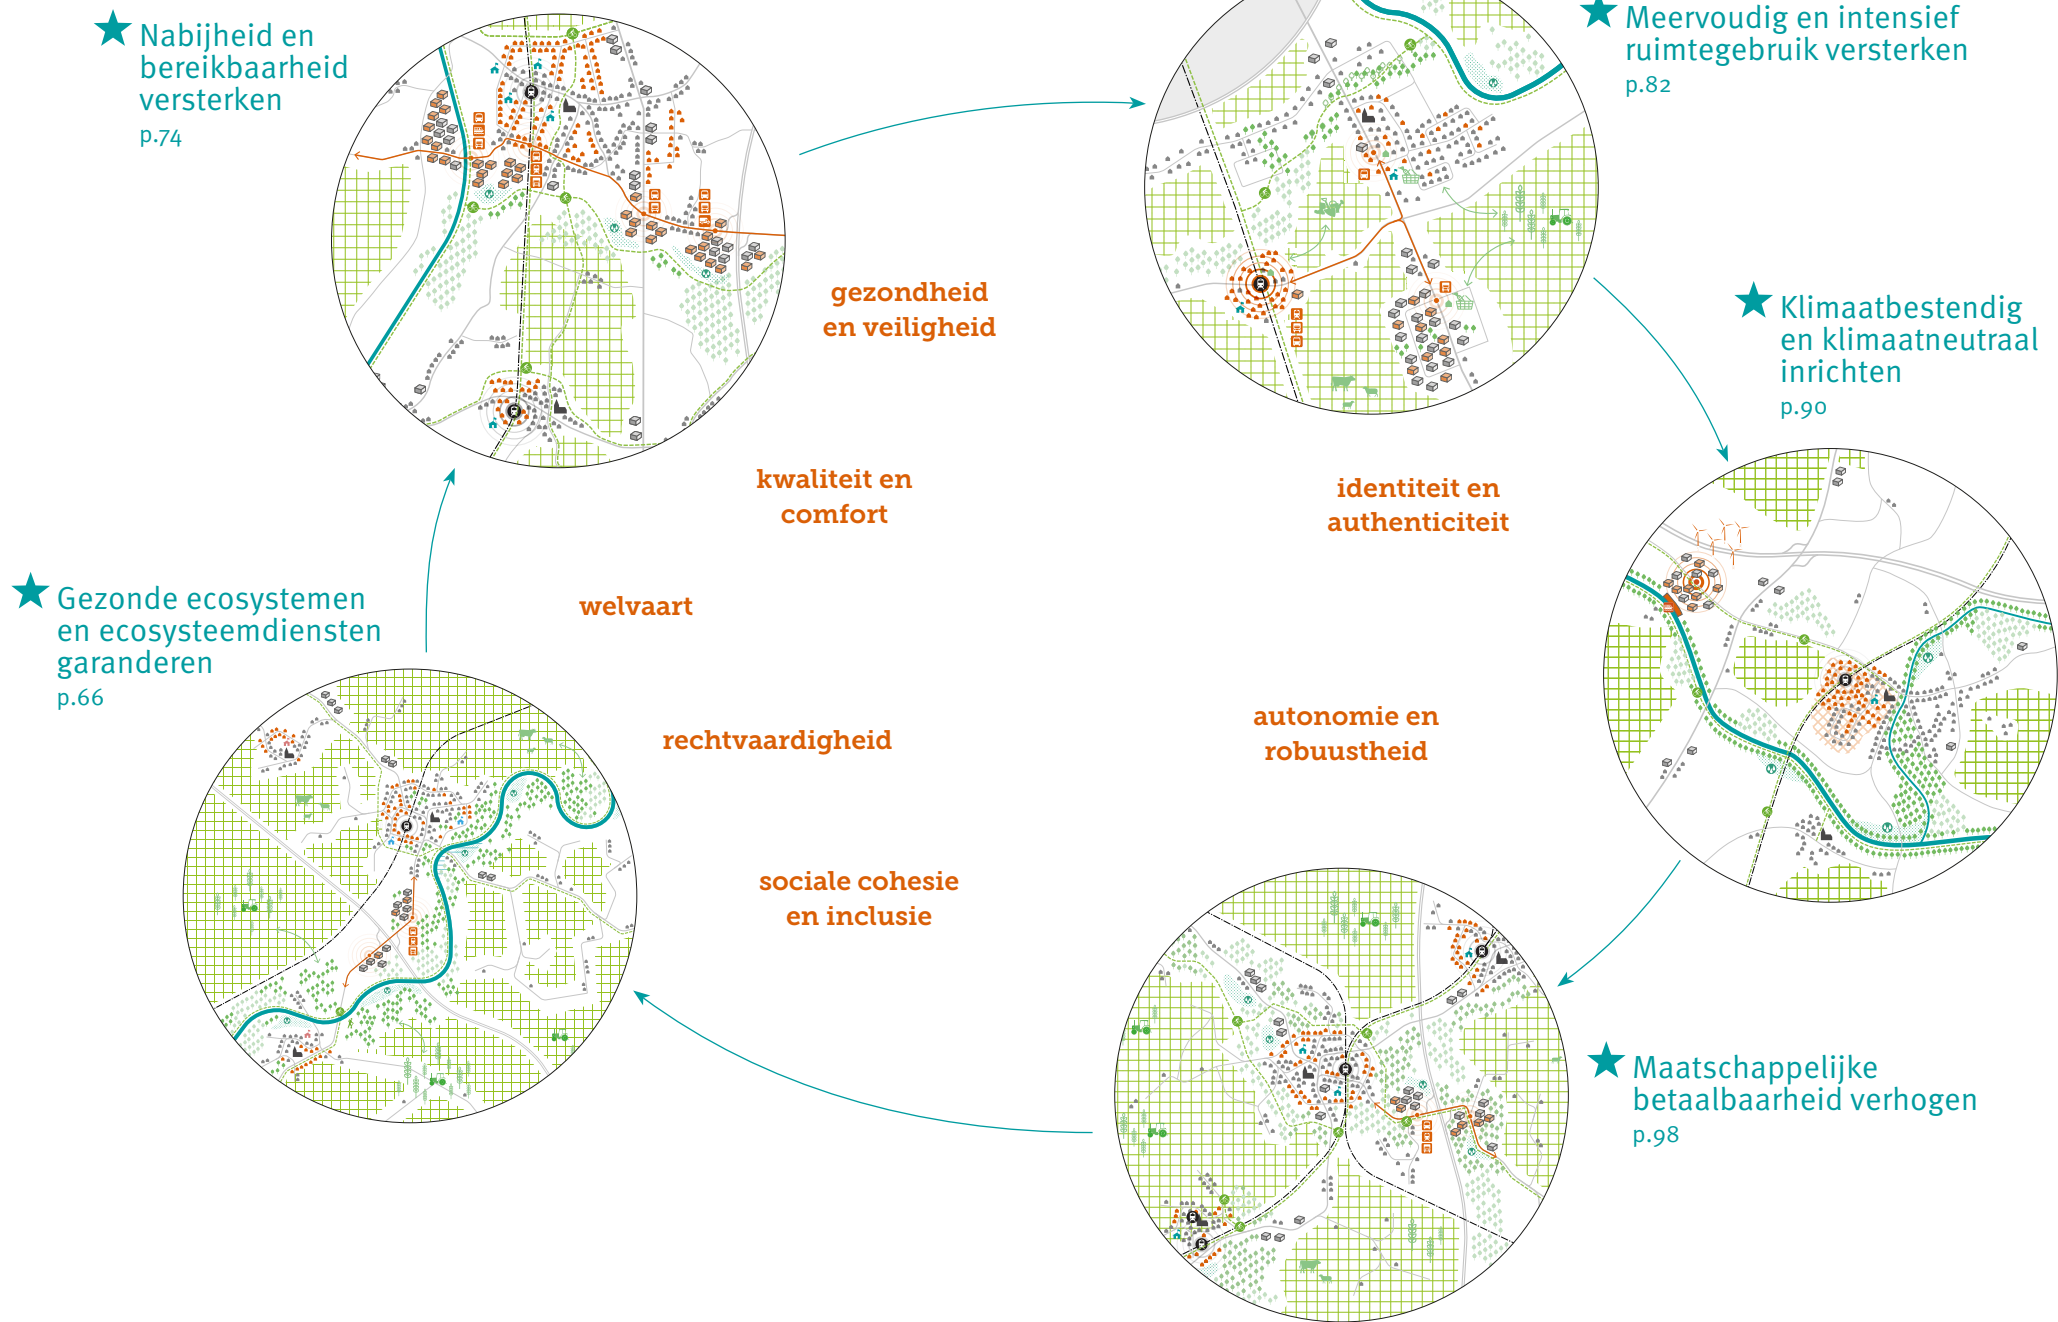 Nabijheid en
bereikbaarheid
versterken
p.74
Meervoudig en intensief
ruimtegebruik versterken
p.82
gezondheid
en veiligheid
Klimaatbestendig
en klimaatneutraal
inrichten
p.90
kwaliteit en
comfort
identiteit en
authenticiteit
Gezonde ecosystemen
en ecosysteemdiensten
garanderen
p.66
welvaart
rechtvaardigheid
autonomie en
robuustheid
sociale cohesie
en inclusie
Maatschappelijke
betaalbaarheid verhogen
p.98